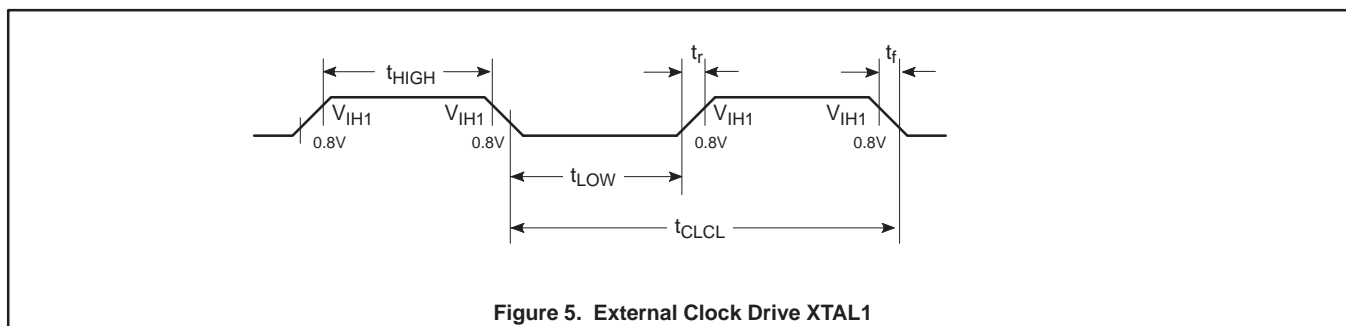 tr tf
tHIGH
VIH1 VIH1 VIH1 VIH1
0.8V 0.8V 0.8V 0.8V
tLOW
tCLCL
Figure 5. External Clock Drive XTAL1